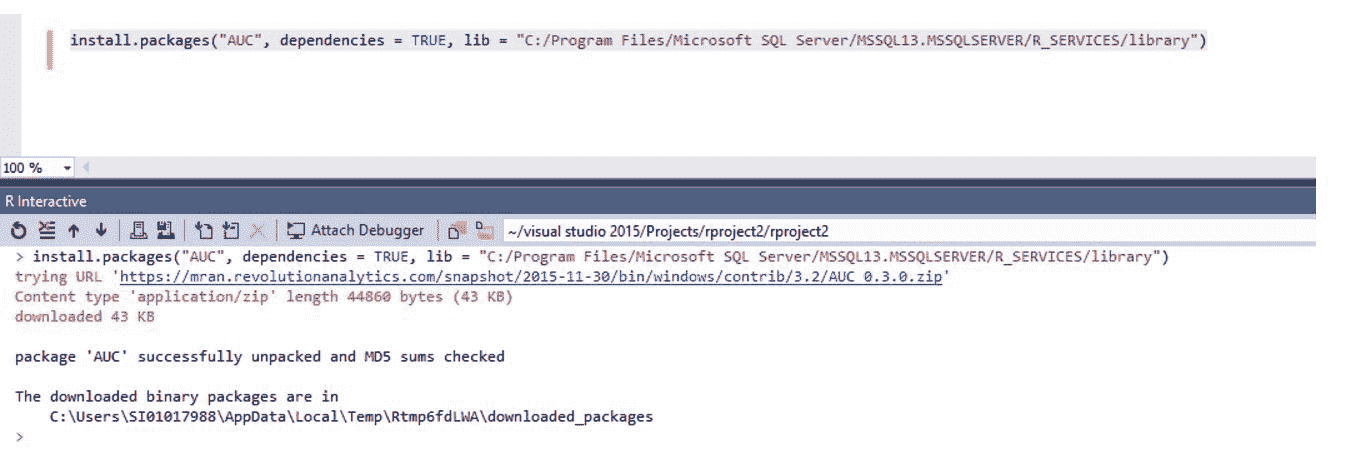 install.packages("AUC", dependencies = TRUE, lib = "C:/Program Files/Microsoft SQL Server/MSSQL13.MSSQLSERVER/R_SERVICES/library")
100 %
R Interactive
Attach Debugger ~/visual studio 2015/Projects/rproject2/rproject2
> install.packages("AUC", dependencies = TRUE, lib = "C:/Program Files/Microsoft SQL Server/MSSQL13.MSSQLSERVER/R_SERVICES/library")
trying URL 'https://mran.revolutionanalytics.com/snapshot/2015-11-30/bin/windows/contrib/3.2/AUC_0.3.0.zip'
Content type 'application/zip' length 44860 bytes (43 KB)
downloaded 43 KB
package 'AUC' successfully unpacked and MD5 sums checked
The downloaded binary packages are in
C:\Users\SI01017988\AppData\Local\Temp\Rtmp6fdLWA\downloaded_packages
>